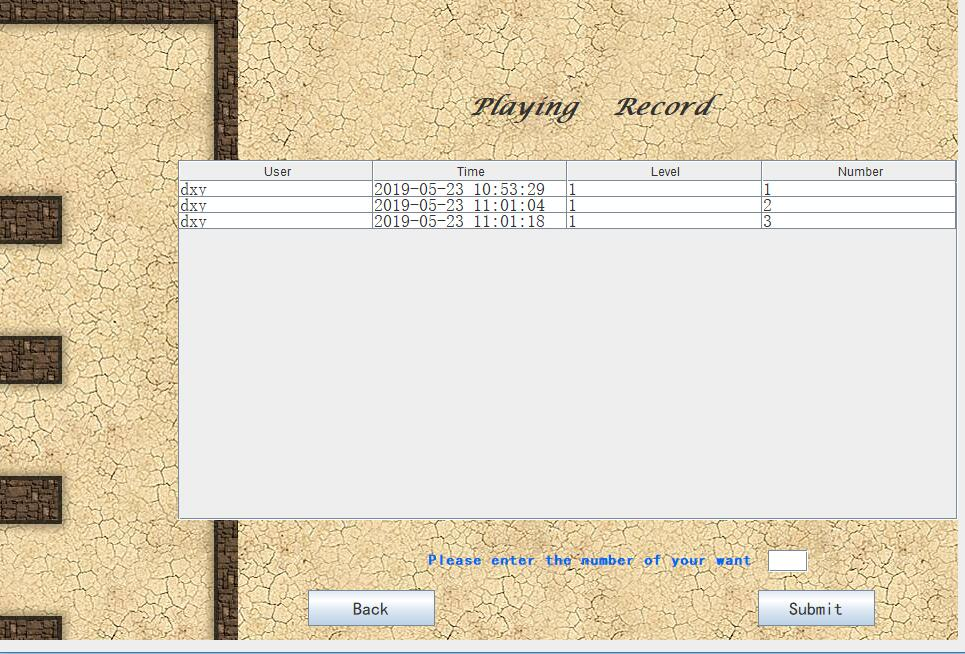 Playing Record
User Time Level Number
dxy 2019-05-23 10:53:29 1 1
dxy 2019-05-23 11:01:04 1 2
dxy 2019-05-23 11:01:18 1 3
Please enter the number of your want
Back Submit